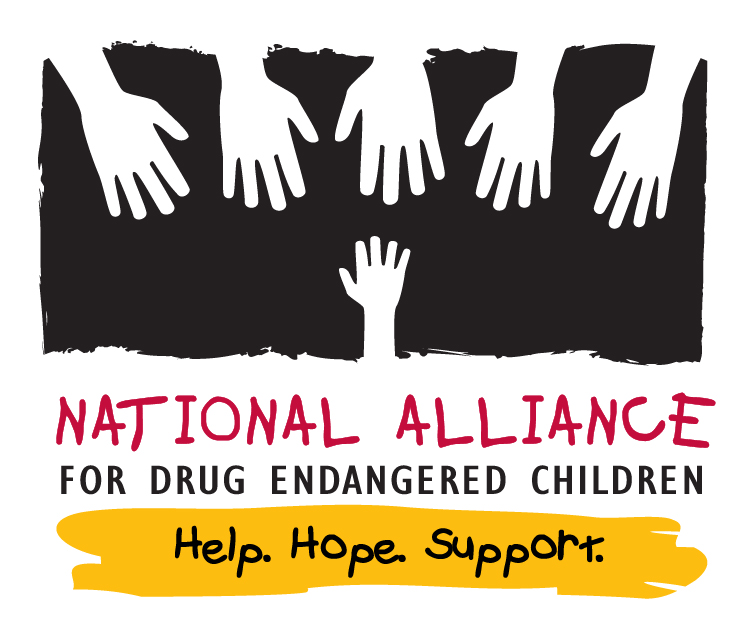 NATIONAL ALLIANCE
FOR DRUG ENDANGERED CHILDREN
Help. Hope. Support.